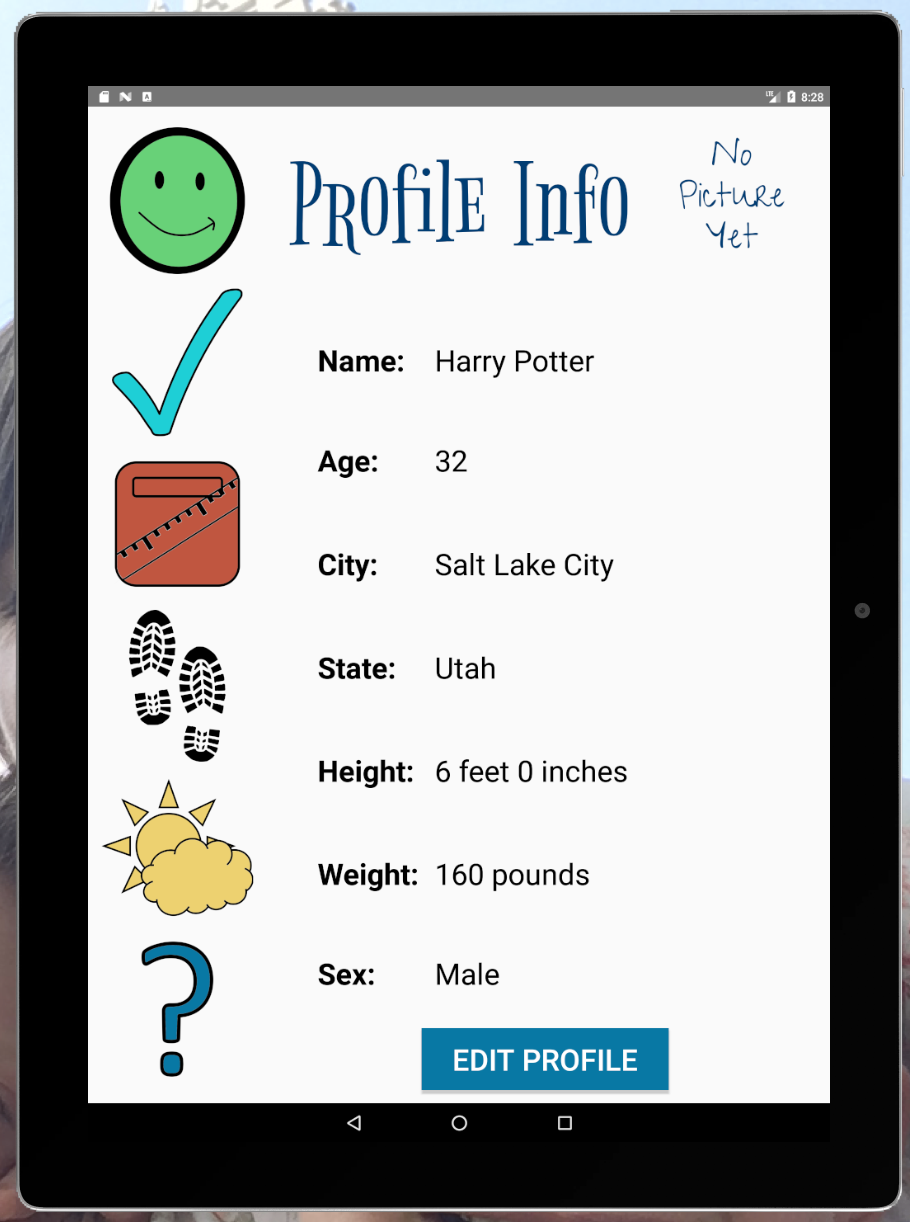 LTE 8:28
Profile Info
No
Picture
Yet
Name: Harry Potter
Age: 32
City: Salt Lake City
State: Utah
Height: 6 feet 0 inches
Weight: 160 pounds
Sex: Male
EDIT PROFILE